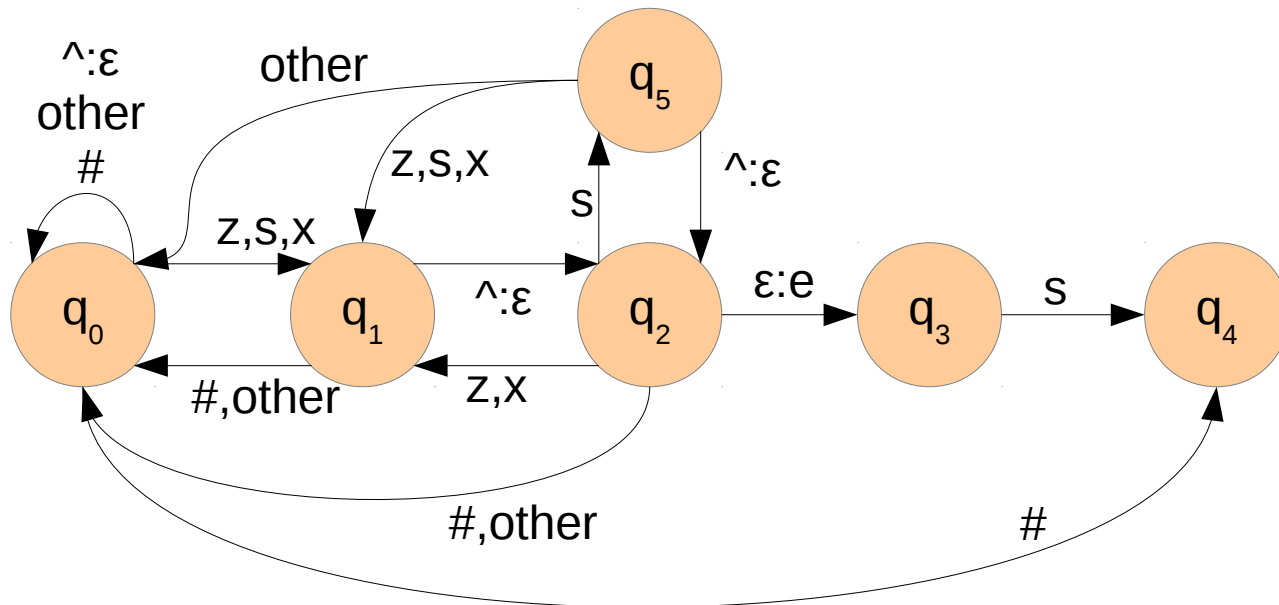 ^:ε
other
#
other
q5
z,s,x
^:ε
s
z,s,x
q0
q1
^:ε
q2
ε:e
q3
s
q4
#,other
z,x
#,other
#